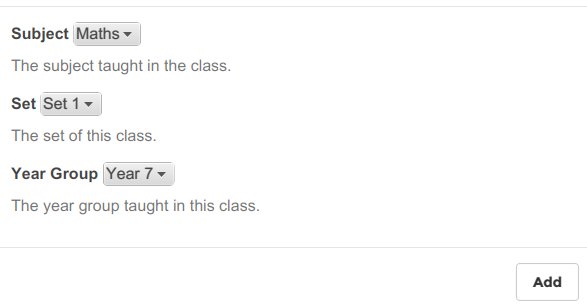 Subject Maths
The subject taught in the class.
Set Set 1
The set of this class.
Year Group Year 7
The year group taught in this class.
Add